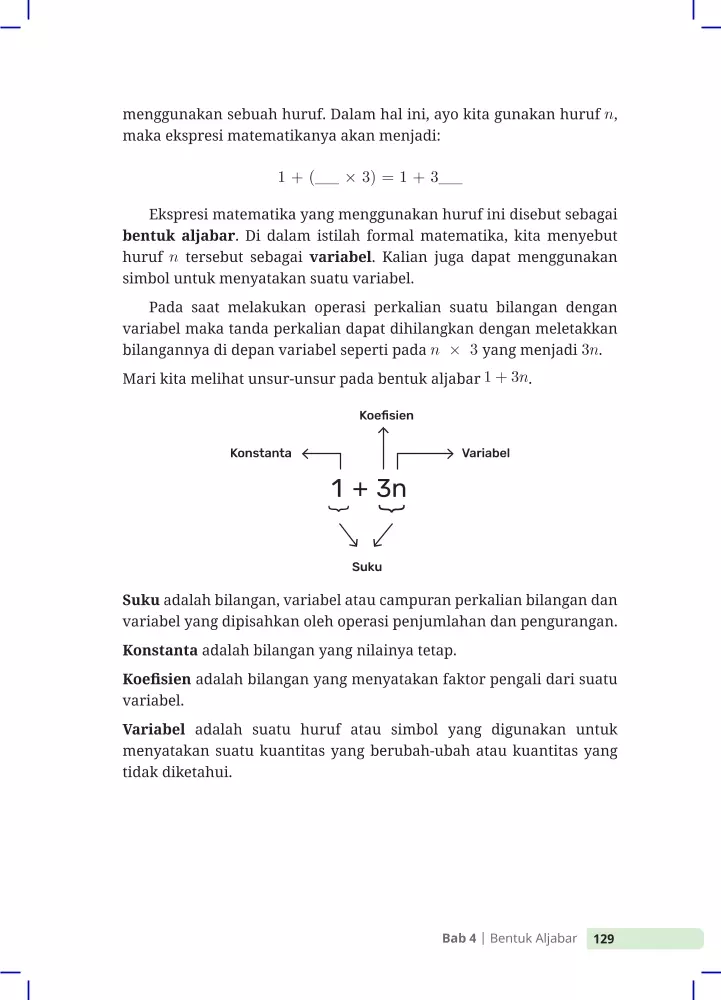 menggunakan sebuah huruf. Dalam hal ini, ayo kita gunakan huruf n,
maka ekspresi matematikanya akan menjadi:
1 + (___ × 3) = 1 + 3___
Ekspresi matematika yang menggunakan huruf ini disebut sebagai
bentuk aljabar. Di dalam istilah formal matematika, kita menyebut
huruf n tersebut sebagai variabel. Kalian juga dapat menggunakan
simbol untuk menyatakan suatu variabel.
Pada saat melakukan operasi perkalian suatu bilangan dengan
variabel maka tanda perkalian dapat dihilangkan dengan meletakkan
bilangannya di depan variabel seperti pada n × 3 yang menjadi 3n.
Mari kita melihat unsur-unsur pada bentuk aljabar 1 + 3n.
Koefisien
Konstanta
Variabel
1 + 3n
Suku
Suku adalah bilangan, variabel atau campuran perkalian bilangan dan
variabel yang dipisahkan oleh operasi penjumlahan dan pengurangan.
Konstanta adalah bilangan yang nilainya tetap.
Koefisien adalah bilangan yang menyatakan faktor pengali dari suatu
variabel.
Variabel adalah suatu huruf atau simbol yang digunakan untuk
menyatakan suatu kuantitas yang berubah-ubah atau kuantitas yang
tidak diketahui.
Bab 4 | Bentuk Aljabar 129